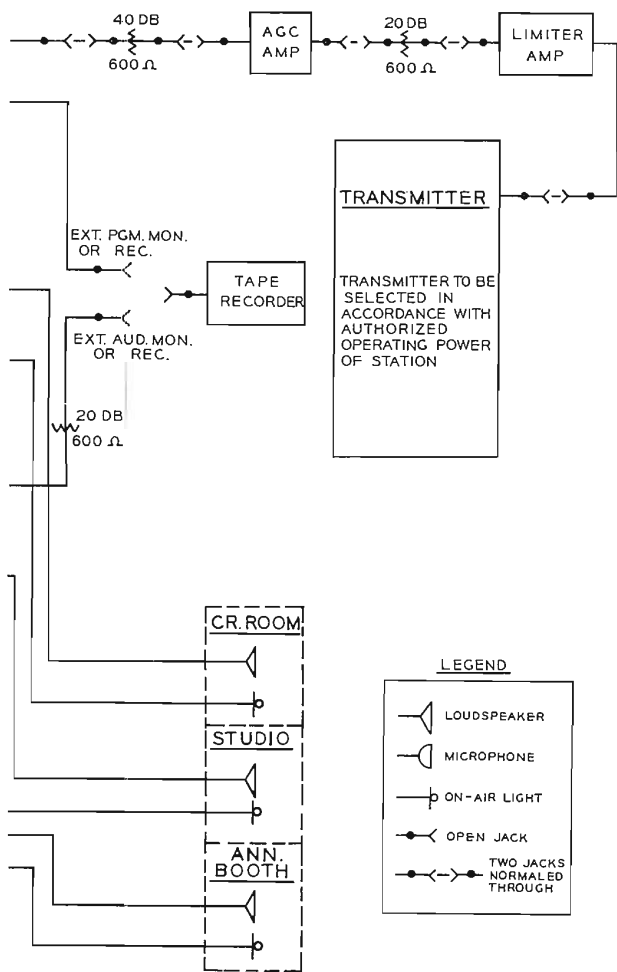 40 DB
600 Ω
AGC
AMP
20 DB
600 Ω
LIMITER
AMP
TRANSMITTER
TRANSMITTER TO BE
SELECTED IN
ACCORDANCE WITH
AUTHORIZED
OPERATING POWER
OF STATION
EXT. PGM. MON.
OR REC.
TAPE
RECORDER
EXT. AUD. MON.
OR REC.
20 DB
600 Ω
CR. ROOM
STUDIO
ANN.
BOOTH
LEGEND
LOUDSPEAKER
MICROPHONE
ON-AIR LIGHT
OPEN JACK
TWO JACKS
NORMALED
THROUGH